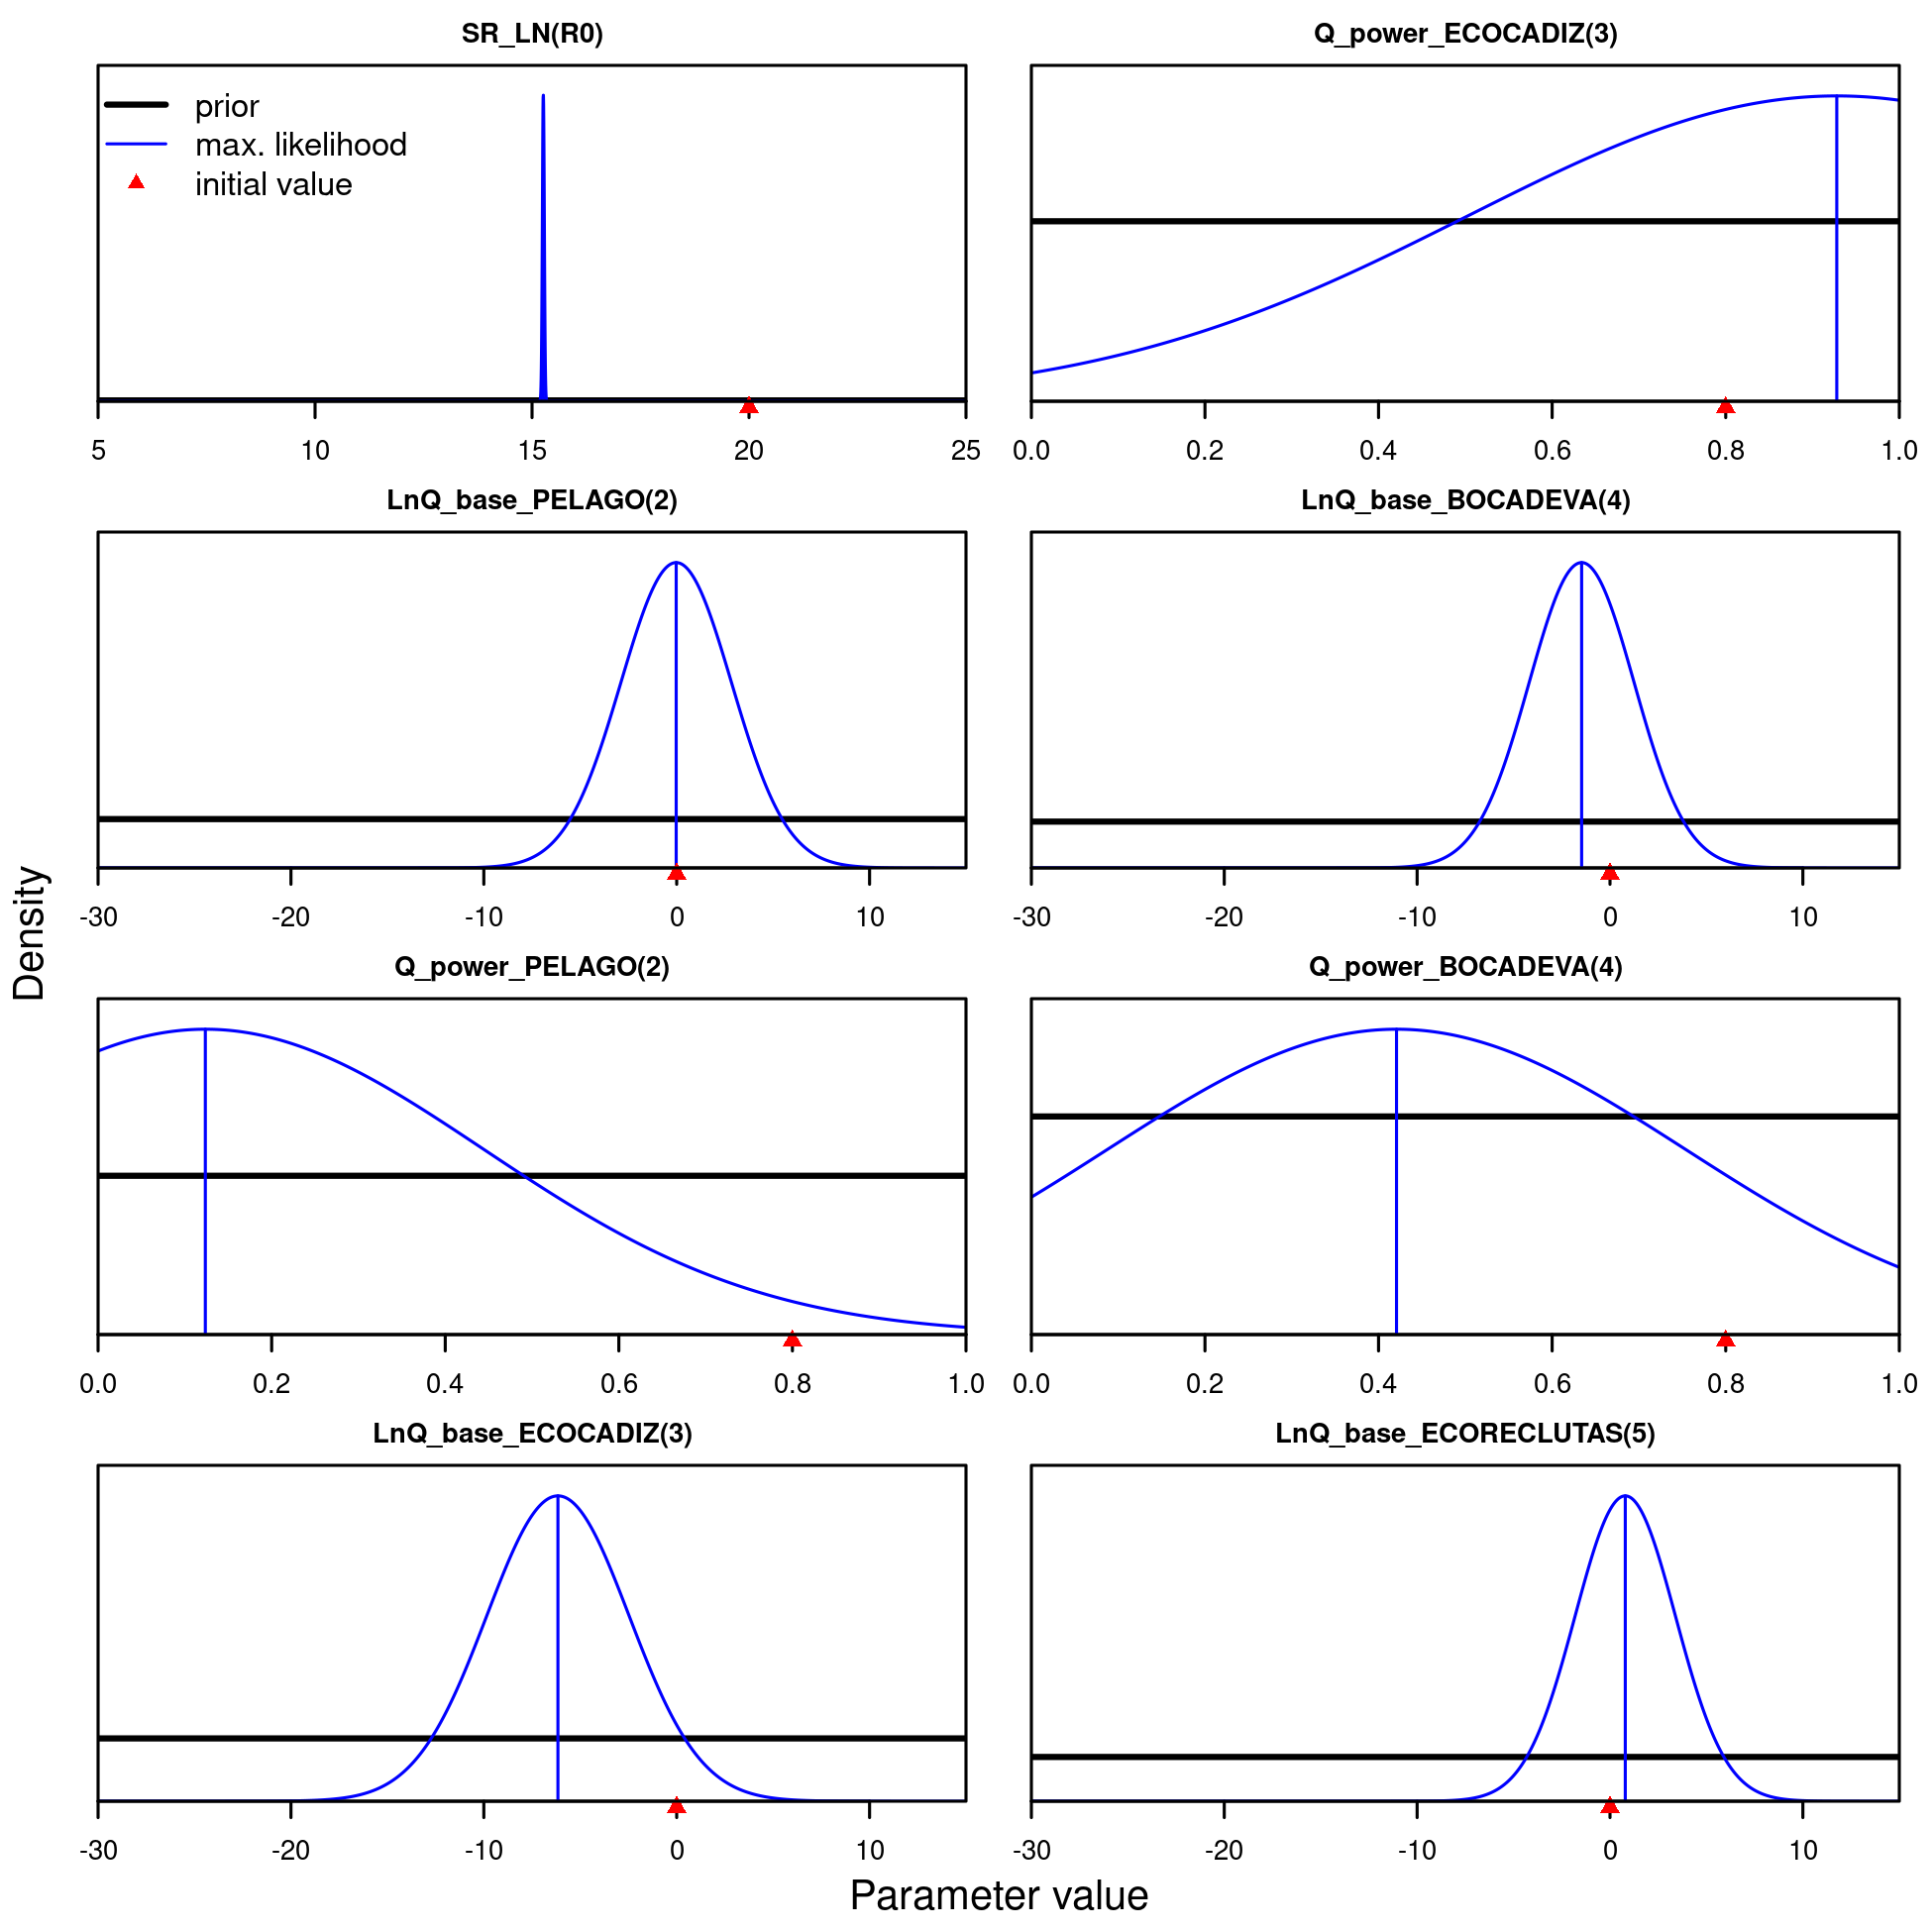 SR_LN(R0)
prior
max. likelihood
initial value
5 10 15 20 25
Q_power_ECOCADIZ(3)
0.0 0.2 0.4 0.6 0.8 1.0
LnQ_base_PELAGO(2)
-30 -20 -10 0 10
LnQ_base_BOCADEVA(4)
-30 -20 -10 0 10
Q_power_PELAGO(2)
0.0 0.2 0.4 0.6 0.8 1.0
Q_power_BOCADEVA(4)
0.0 0.2 0.4 0.6 0.8 1.0
LnQ_base_ECOCADIZ(3)
-30 -20 -10 0 10
LnQ_base_ECORECLUTAS(5)
-30 -20 -10 0 10
Density
Parameter value